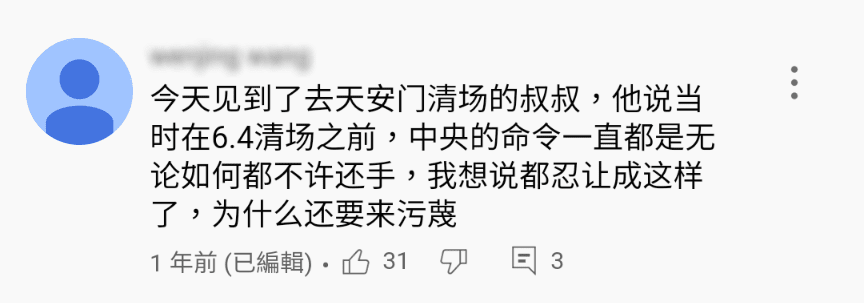 今天见到了去天安门清场的叔叔，他说当
时在6.4清场之前，中央的命令一直都是无
论如何都不许还手，我想说都忍让成这样
了，为什么还要来污蔑
1 年前 (已編輯) • 31 3